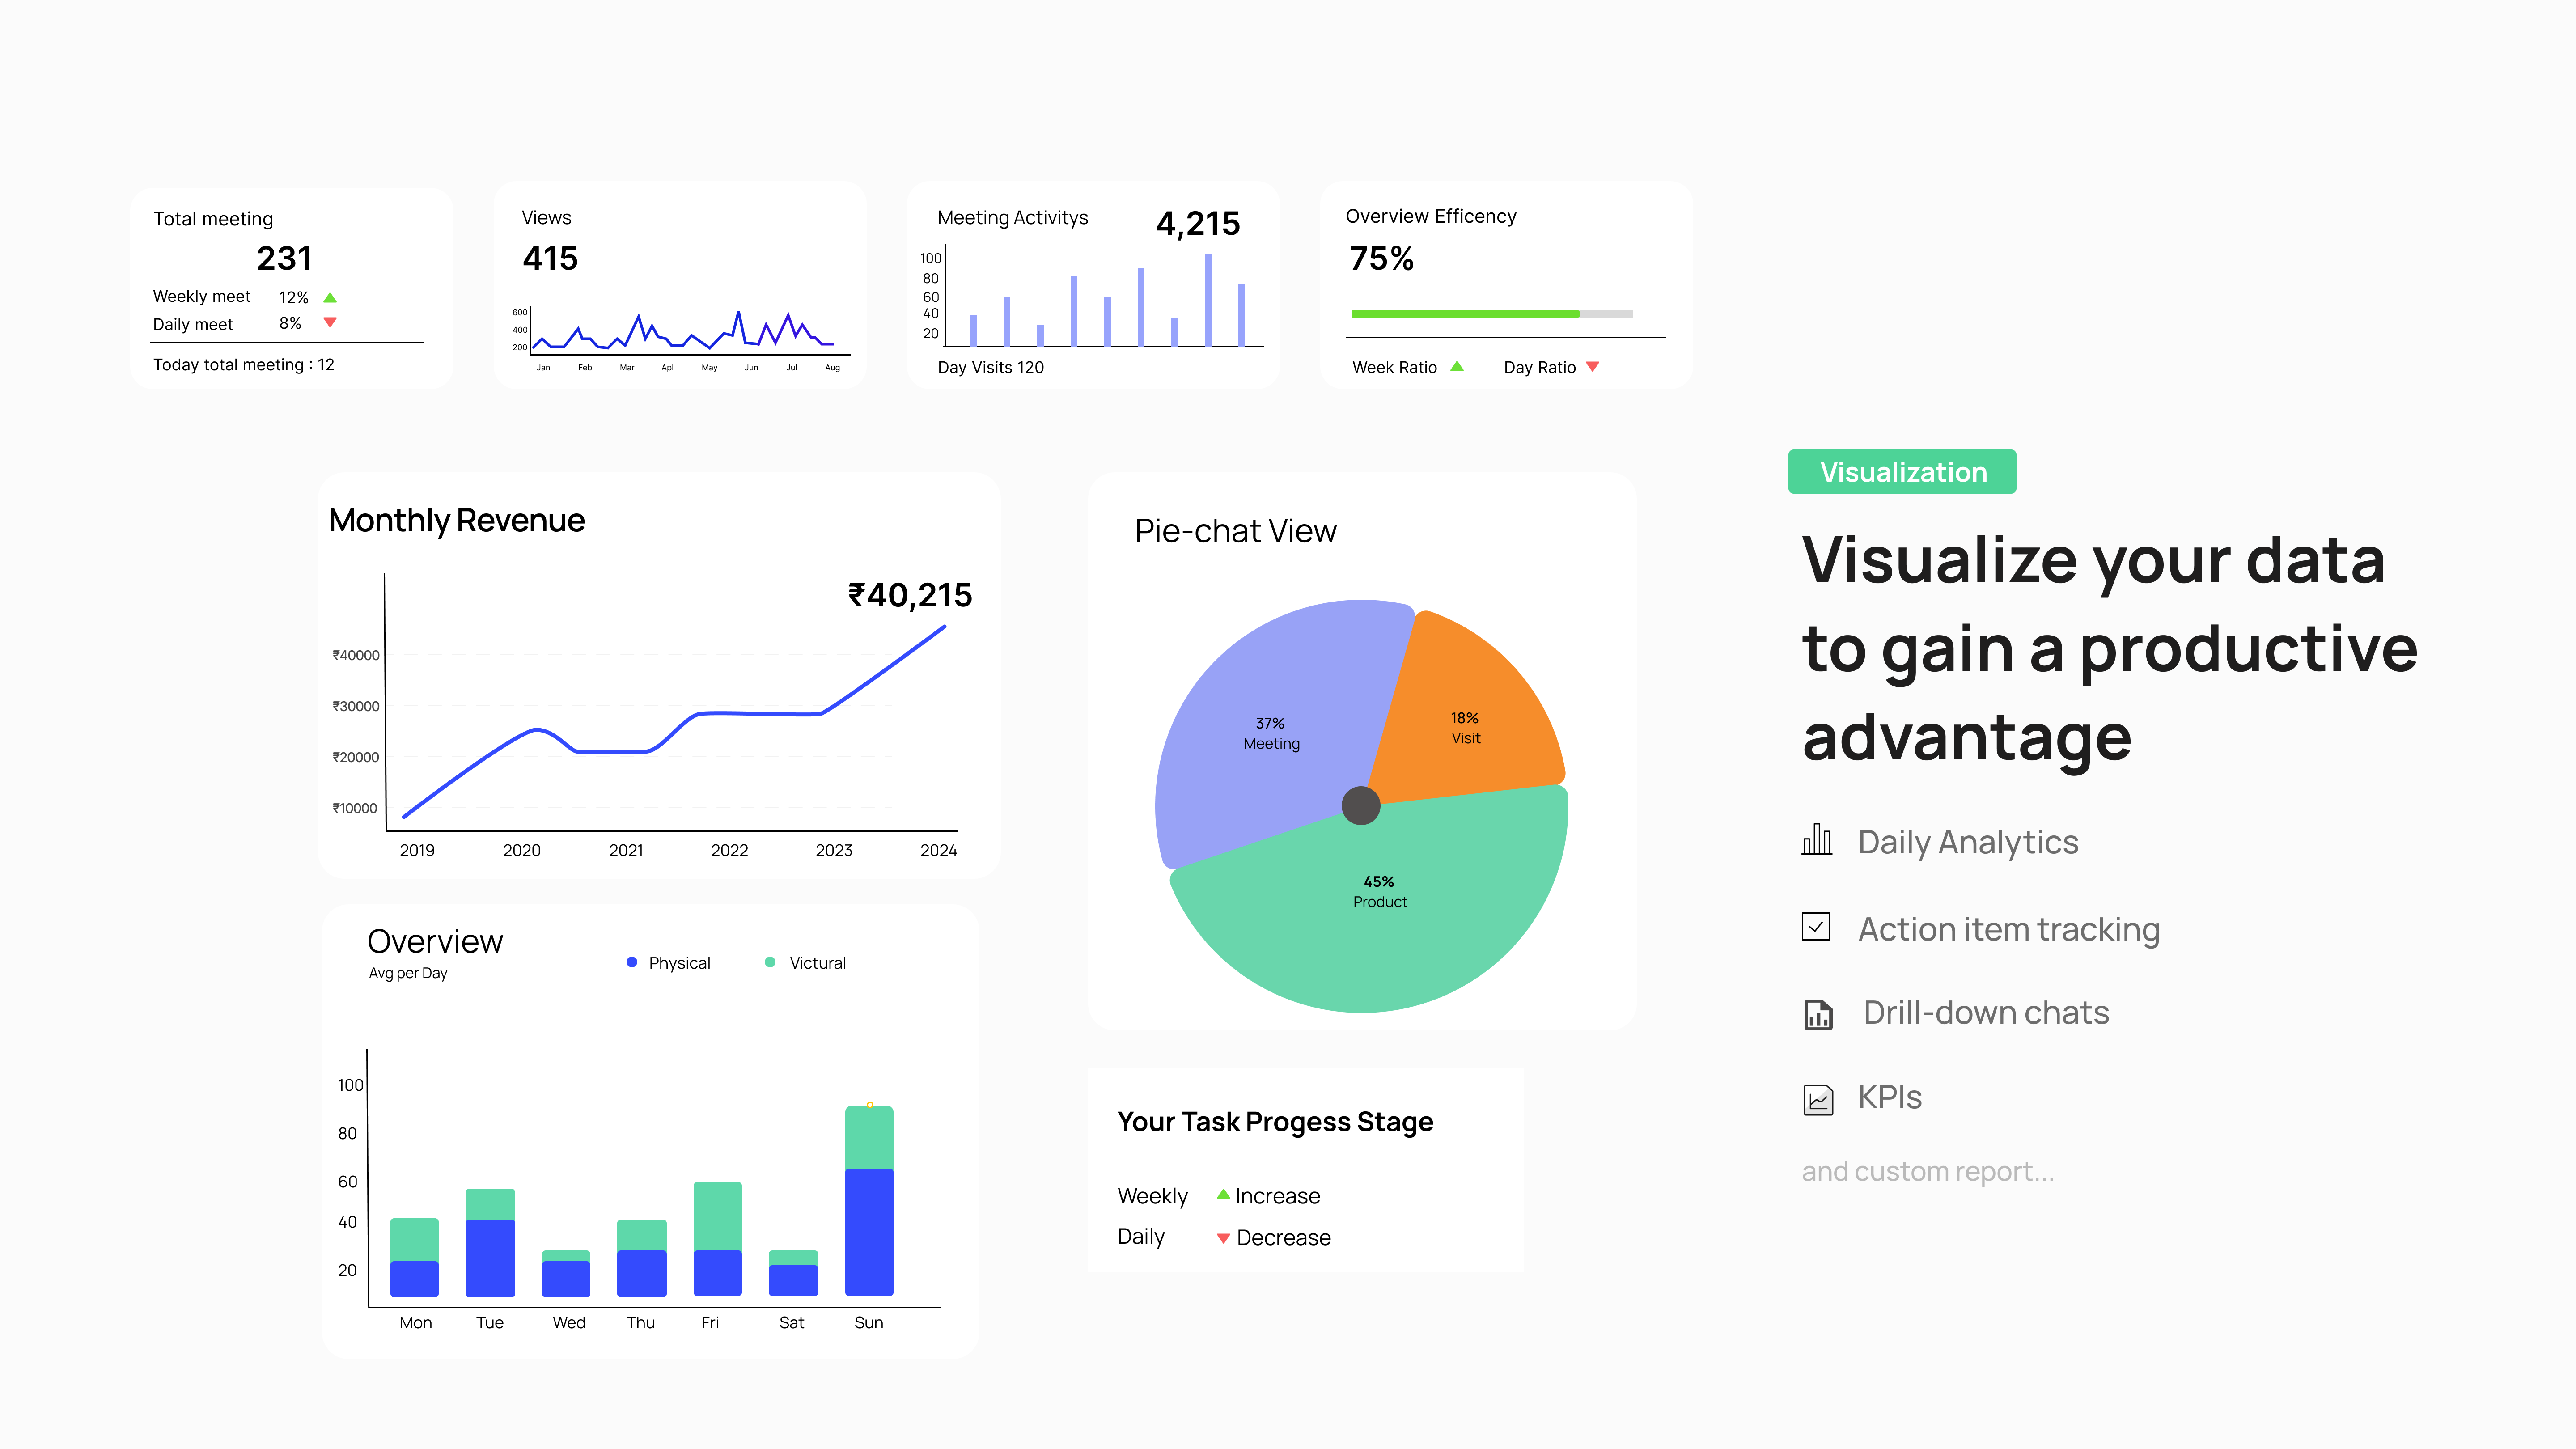 Total meeting
231
Weekly meet 12%
Daily meet 8%
Today total meeting : 12
Views
415
600
400
200
Jan Feb Mar Apl May Jun Jul Aug
Meeting Activitys 4,215
100
80
60
40
20
Day Visits 120
Overview Efficency
75%
Week Ratio Day Ratio
Monthly Revenue
₹40,215
₹40000
₹30000
₹20000
₹10000
2019 2020 2021 2022 2023 2024
Overview
Avg per Day
Physical Victural
100
80
60
40
20
Mon Tue Wed Thu Fri Sat Sun
Pie-chat View
37%
Meeting
18%
Visit
45%
Product
Your Task Progess Stage
Weekly Increase
Daily Decrease
Visualization
Visualize your data
to gain a productive
advantage
Daily Analytics
Action item tracking
Drill-down chats
KPIs
and custom report...